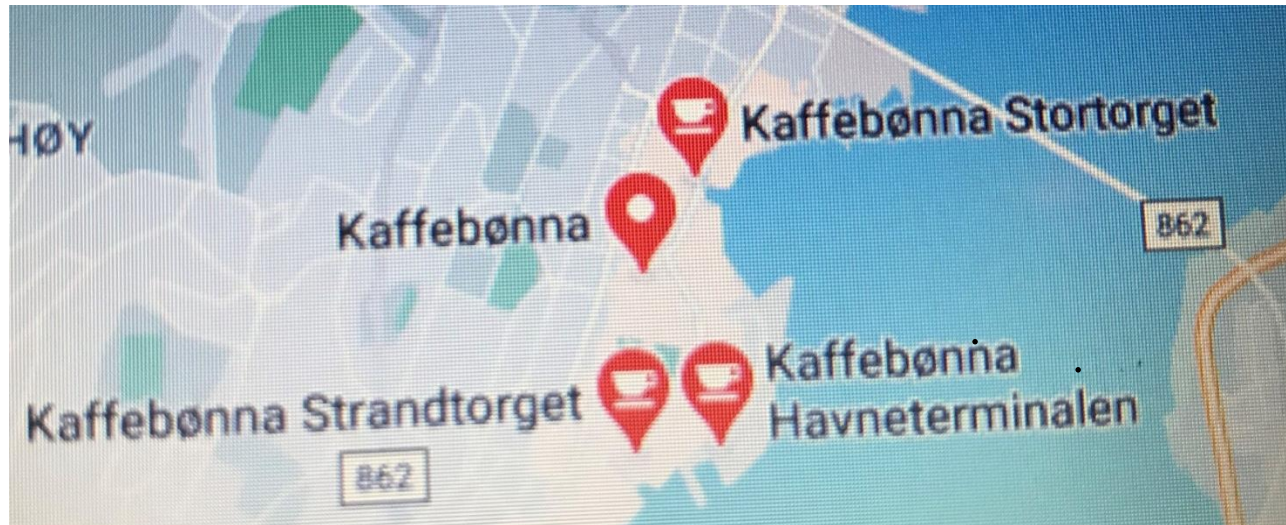 Kaffebønna Stortorget
HØY
Kaffebønna
862
Kaffebønna
Havneterminalen
Kaffebønna Strandtorget
862